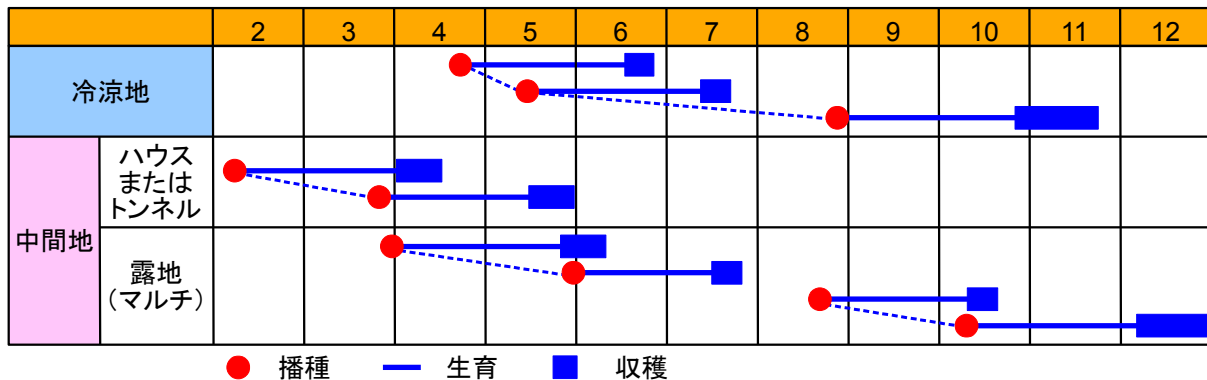 2 3 4 5 6 7 8 9 10 11 12
冷涼地
中間地
ハウス
または
トンネル
露地
(マルチ)
播種 生育 収穫